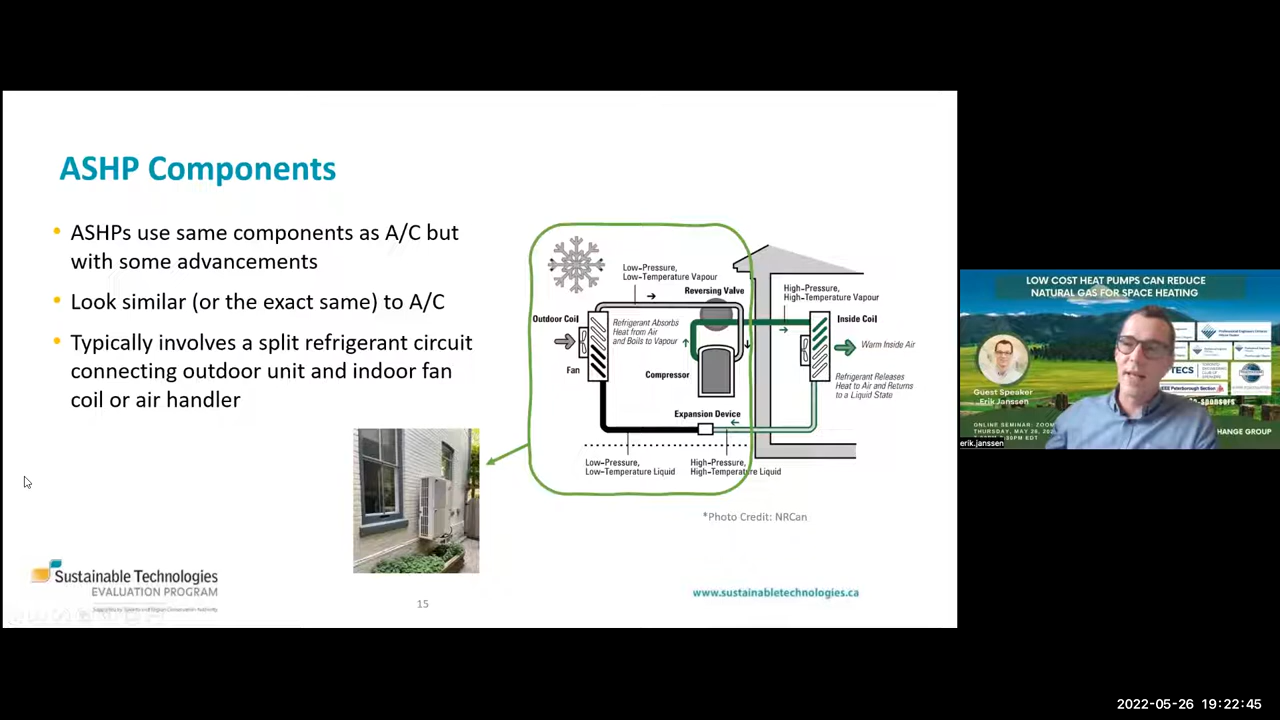 ASHP Components
• ASHPs use same components as A/C but
with some advancements
• Look similar (or the exact same) to A/C
• Typically involves a split refrigerant circuit
connecting outdoor unit and indoor fan
coil or air handler
Low-Pressure,
Low-Temperature Vapour
Reversing Valve
High-Pressure,
High-Temperature Vapour
Outdoor Coil
Refrigerant Absorbs
Heat from Air
and Boils to Vapour
Inside Coil
Warm Inside Air
Fan
Compressor
Refrigerant Releases
Heat to Air and Returns
to a Liquid State
Expansion Device
Low-Pressure,
Low-Temperature Liquid
High-Pressure,
High-Temperature Liquid
*Photo Credit: NRCan
Sustainable Technologies
EVALUATION PROGRAM
15
www.sustainabletechnologies.ca
LOW COST HEAT PUMPS CAN REDUCE
NATURAL GAS FOR SPACE HEATING
Guest Speaker
Erik Janssen
TECS
IEEE Peterborough Section
ONLINE SEMINAR: ZOOM
THURSDAY, MAY 26, 202
HANGE GROUP
erik.janssen
2022-05-26 19:22:45